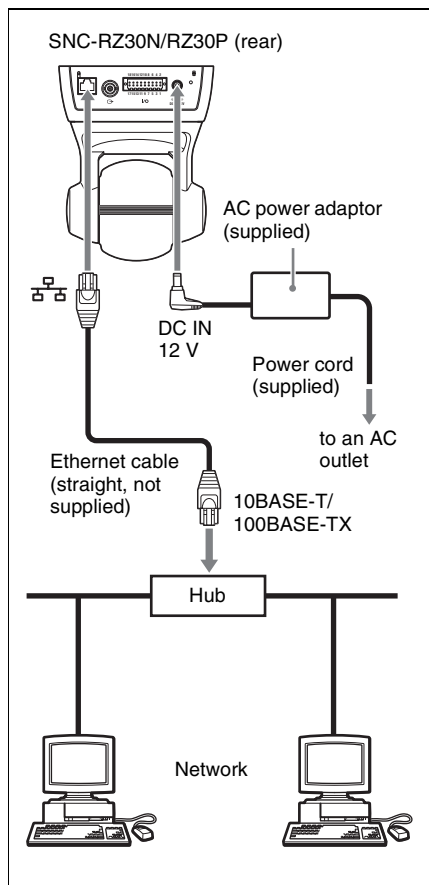 SNC-RZ30N/RZ30P (rear)
I/O
AC power adaptor
(supplied)
DC IN
12 V
Power cord
(supplied)
to an AC
outlet
Ethernet cable
(straight, not
supplied)
10BASE-T/
100BASE-TX
Hub
Network